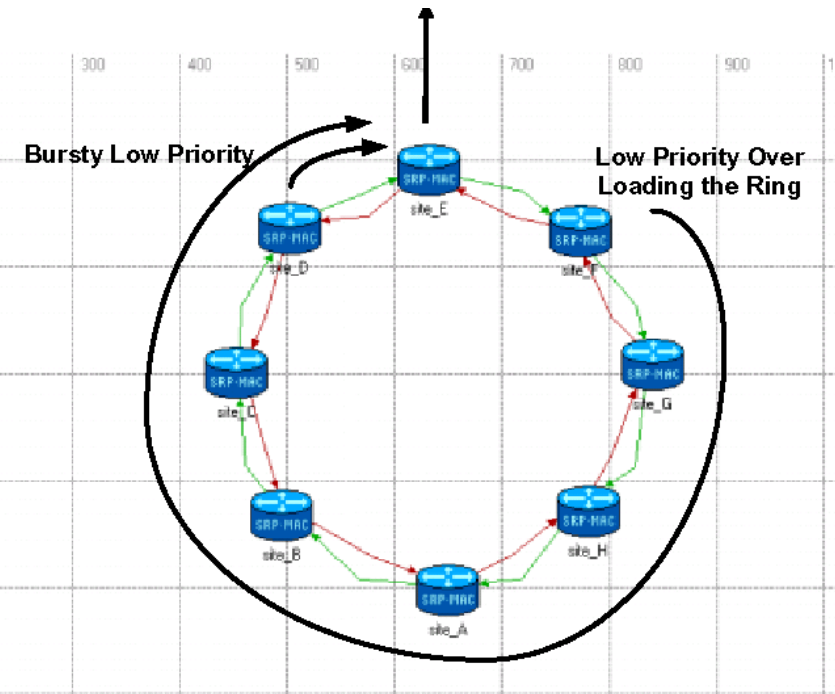 300 400 500 600 700 800 900 1
Bursty Low Priority
Low Priority Over
Loading the Ring
SRP-MAC
site_E
SRP-MAC
site_D
SRP-MAC
site_F
SRP-MAC
site_C
SRP-MAC
site_G
SRP-MAC
site_B
SRP-MAC
site_H
SRP-MAC
site_A